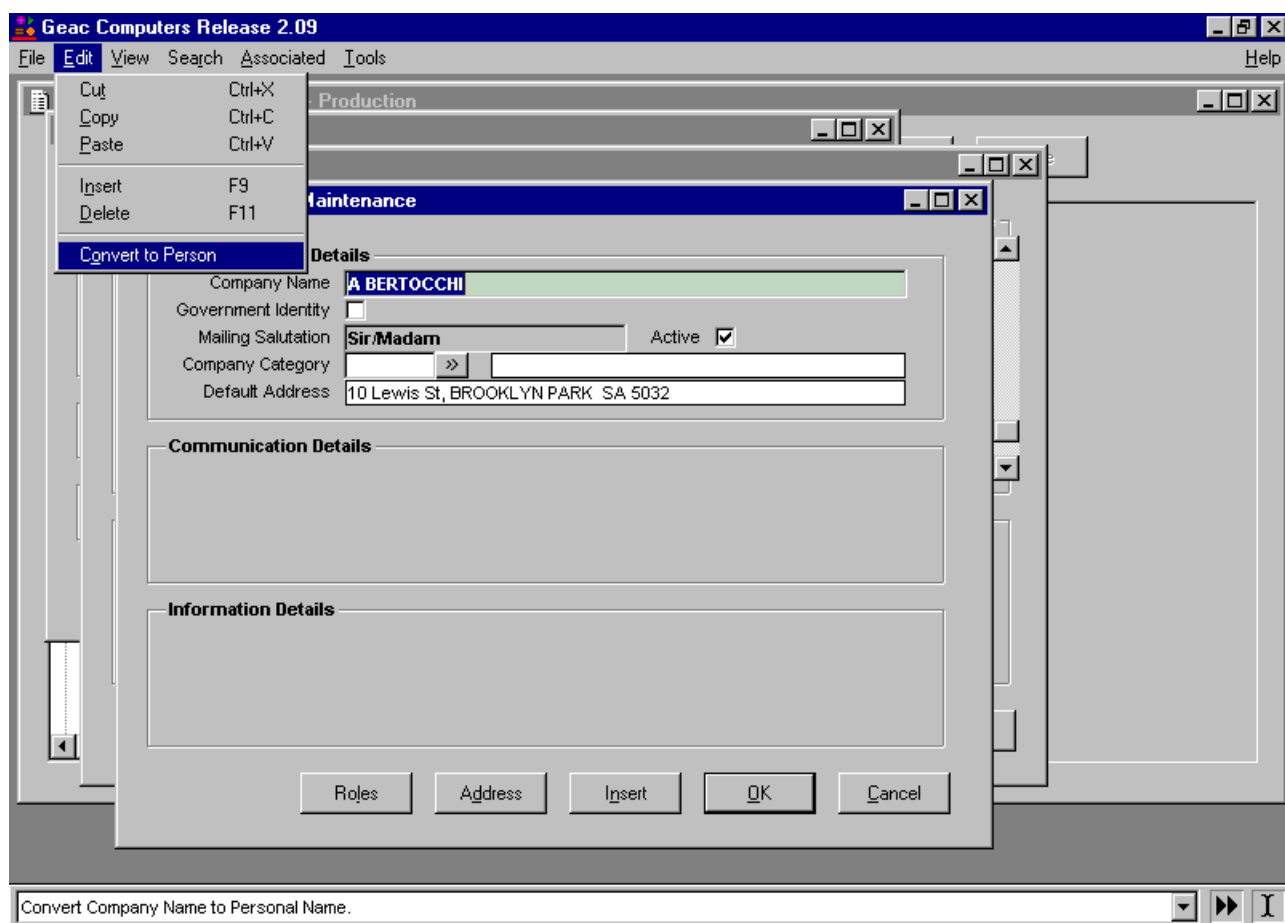 Geac Computers Release 2.09
File Edit View Search Associated Tools Help
Cut Ctrl+X
Copy Ctrl+C
Paste Ctrl+V
Insert F9
Delete F11
Convert to Person
- Production
Maintenance
Details
Company Name A BERTOCCHI
Government Identity
Mailing Salutation Sir/Madam Active
Company Category »
Default Address 10 Lewis St, BROOKLYN PARK SA 5032
Communication Details
Information Details
Roles Address Insert OK Cancel
Convert Company Name to Personal Name.